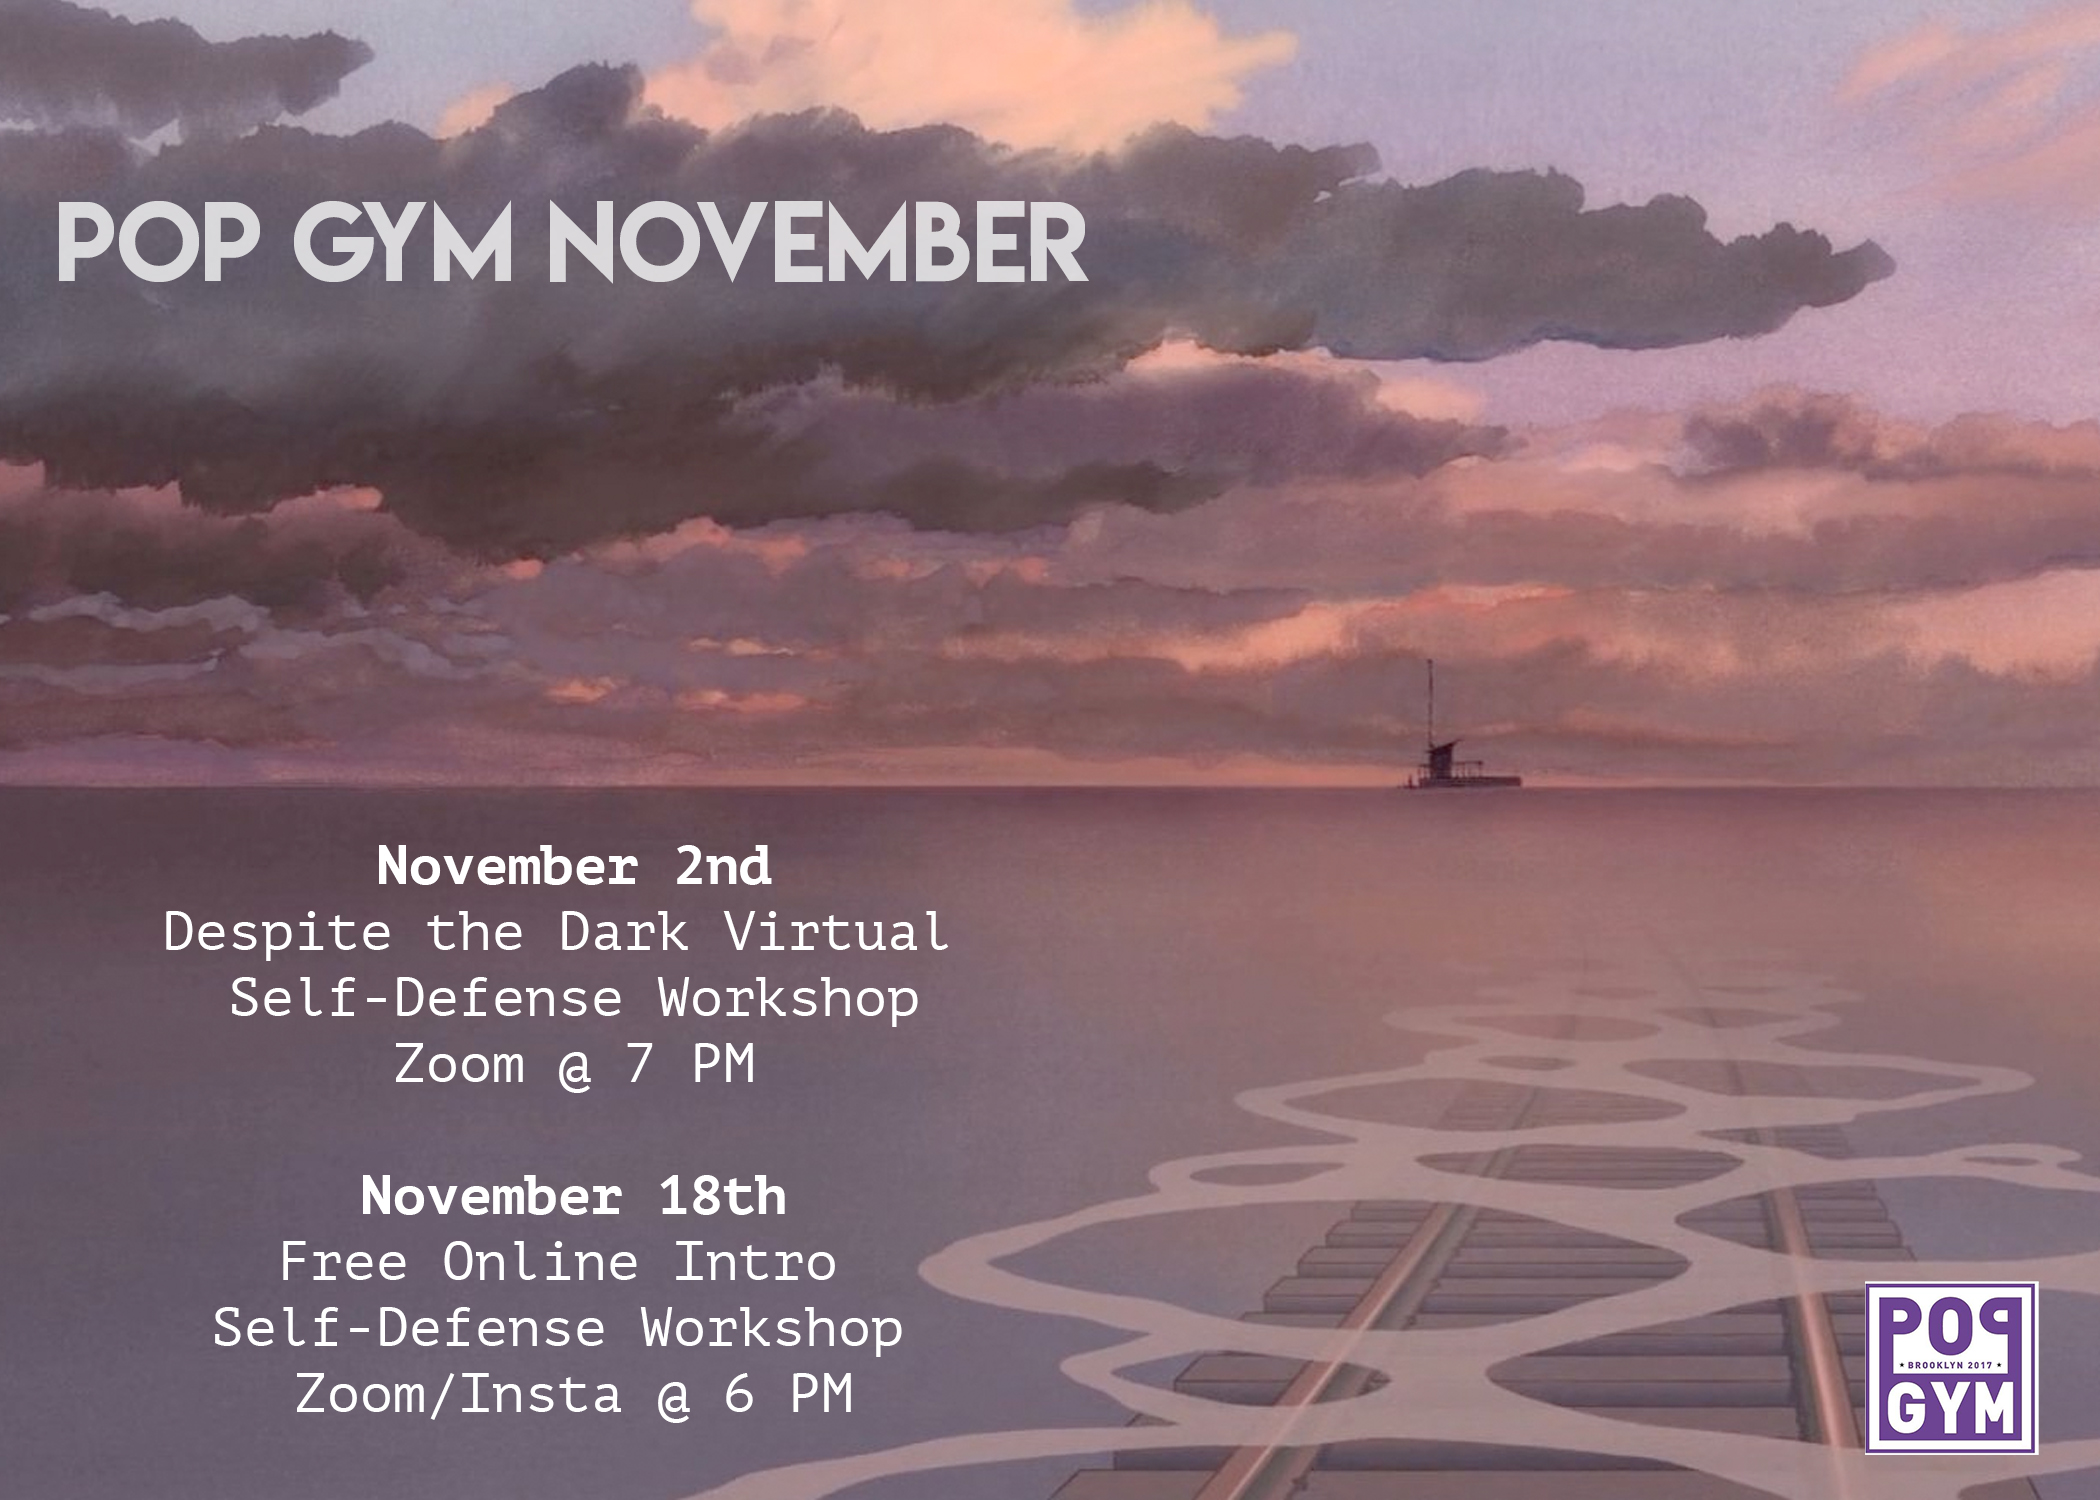 POP GYM NOVEMBER
November 2nd
Despite the Dark Virtual
Self-Defense Workshop
Zoom @ 7 PM
November 18th
Free Online Intro
Self-Defense Workshop
Zoom/Insta @ 6 PM
POP
★ BROOKLYN 2017 ★
GYM